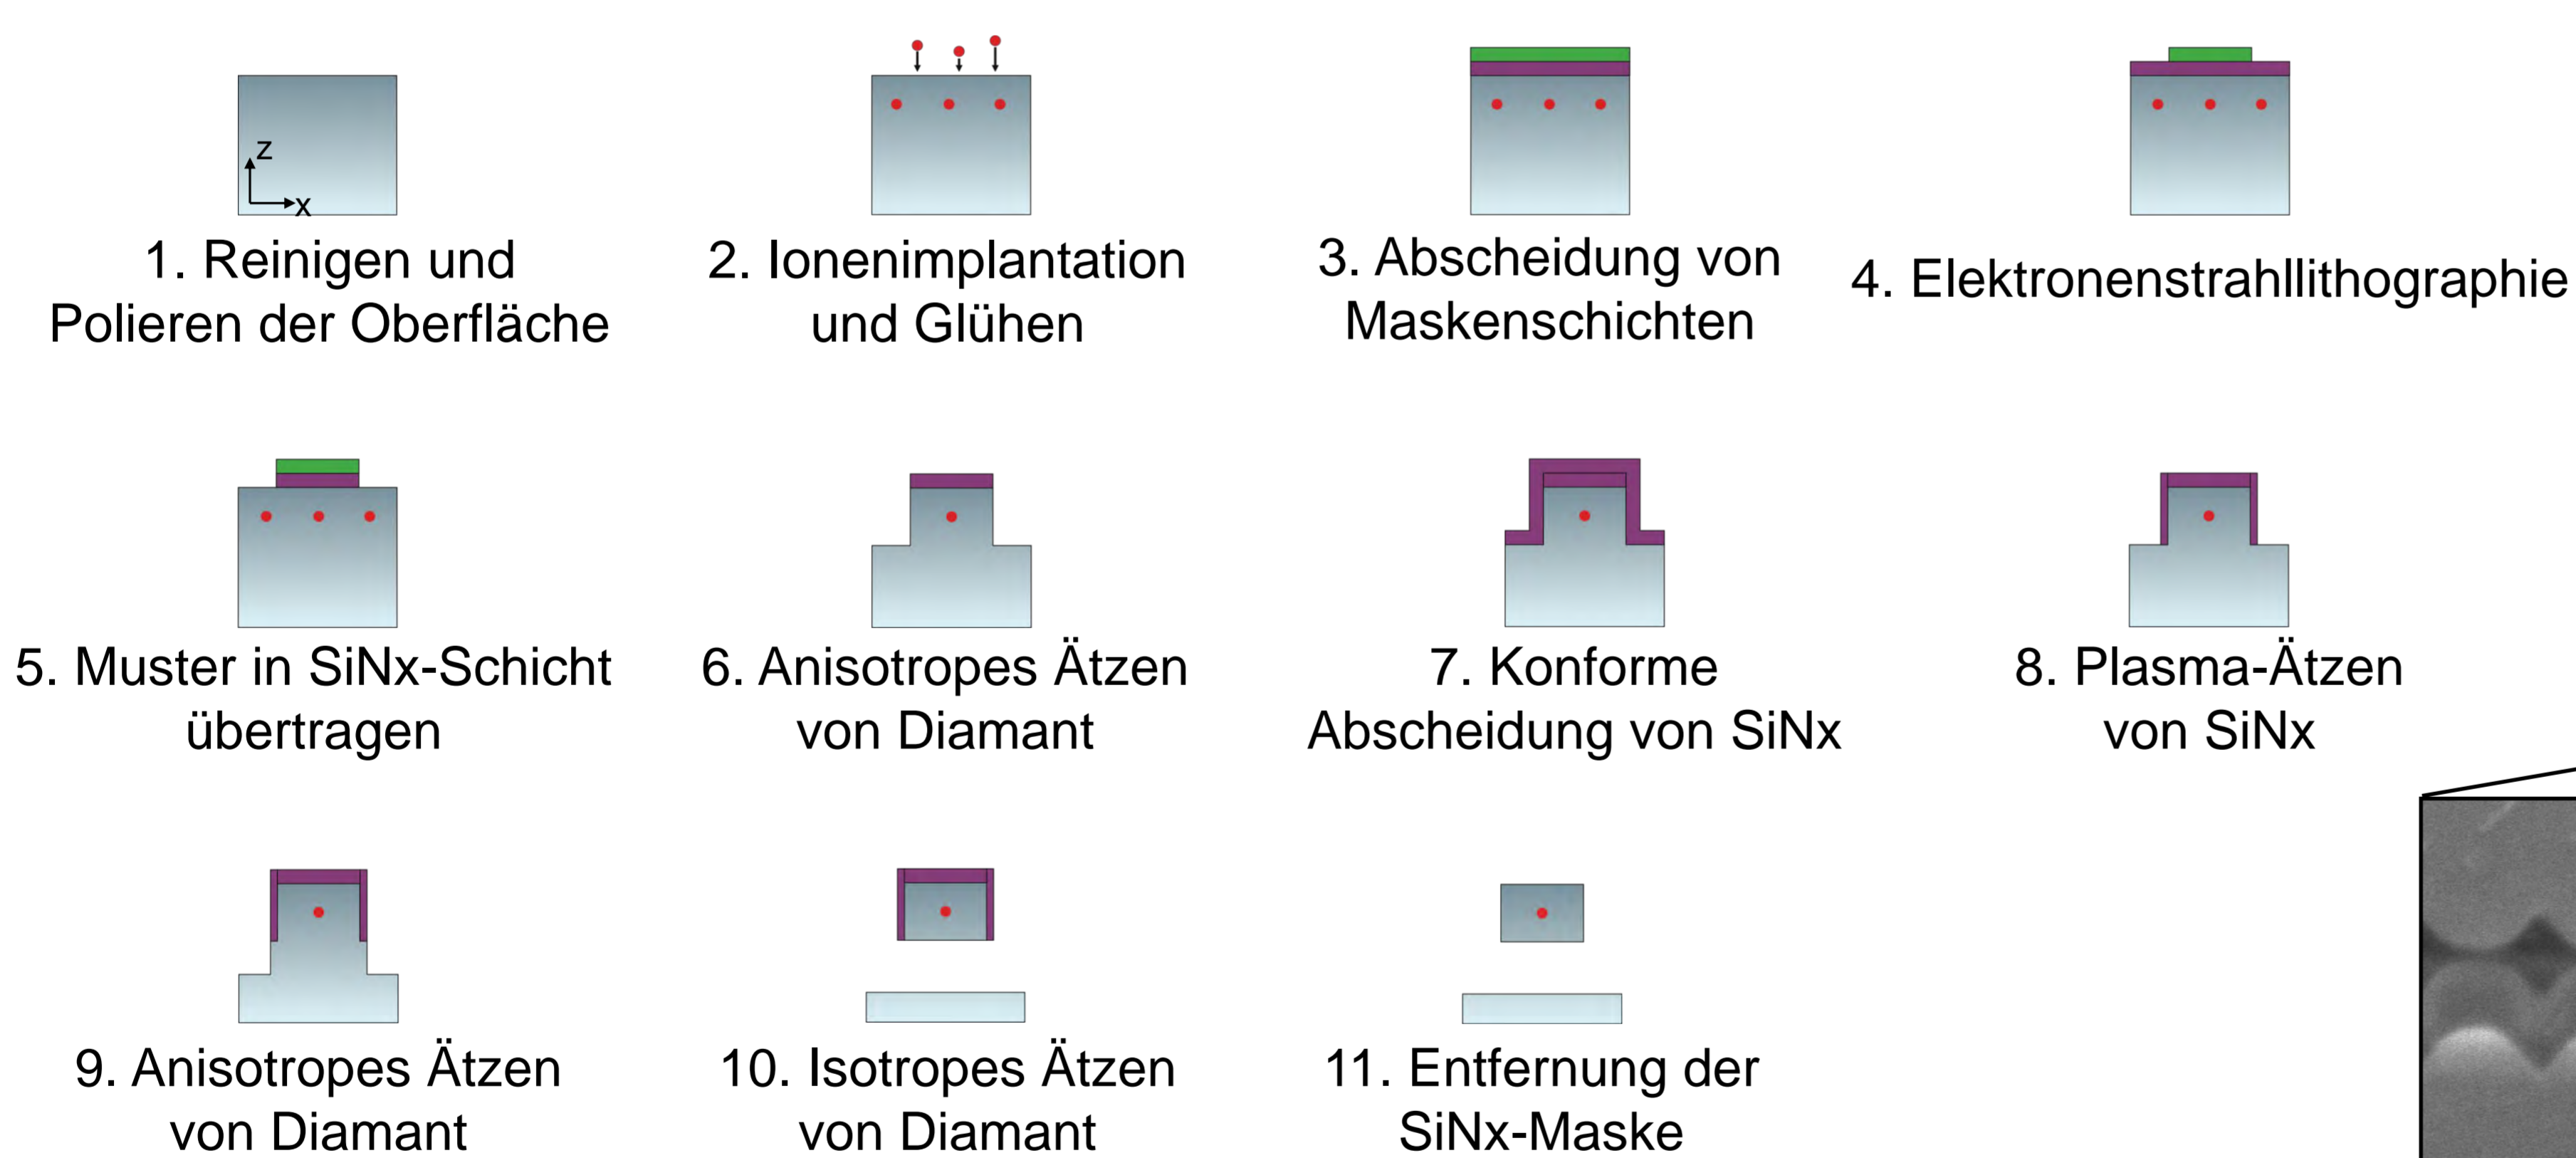 z
x
1. Reinigen und
Polieren der Oberfläche
2. Ionenimplantation
und Glühen
3. Abscheidung von
Maskenschichten
4. Elektronenstrahllithographie
5. Muster in SiNx-Schicht
übertragen
6. Anisotropes Ätzen
von Diamant
7. Konforme
Abscheidung von SiNx
8. Plasma-Ätzen
von SiNx
9. Anisotropes Ätzen
von Diamant
10. Isotropes Ätzen
von Diamant
11. Entfernung der
SiNx-Maske